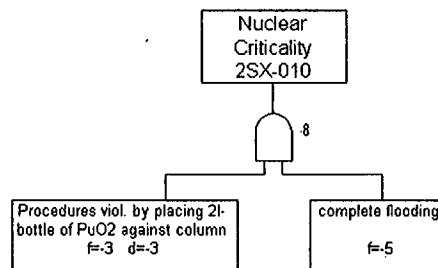 Nuclear
Criticality
2SX-010
-8
Procedures viol. by placing 2l-
bottle of PuO2 against column
f=-3 d=-3
complete flooding
f=-5